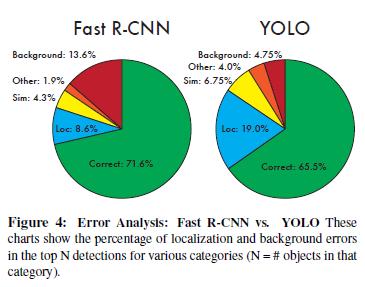 Fast R-CNN
YOLO
Background: 13.6%
Other: 1.9%
Sim: 4.3%
Loc: 8.6%
Correct: 71.6%
Background: 4.75%
Other: 4.0%
Sim: 6.75%
Loc: 19.0%
Correct: 65.5%
Figure 4: Error Analysis: Fast R-CNN vs. YOLO These
charts show the percentage of localization and background errors
in the top N detections for various categories (N = # objects in that
category).